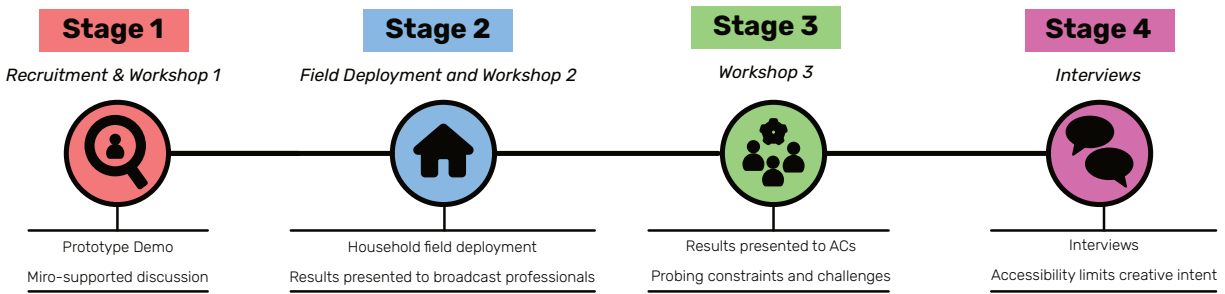 Stage 1
Recruitment & Workshop 1
Prototype Demo
Miro-supported discussion
Stage 2
Field Deployment and Workshop 2
Household field deployment
Results presented to broadcast professionals
Stage 3
Workshop 3
Results presented to ACs
Probing constraints and challenges
Stage 4
Interviews
Interviews
Accessibility limits creative intent